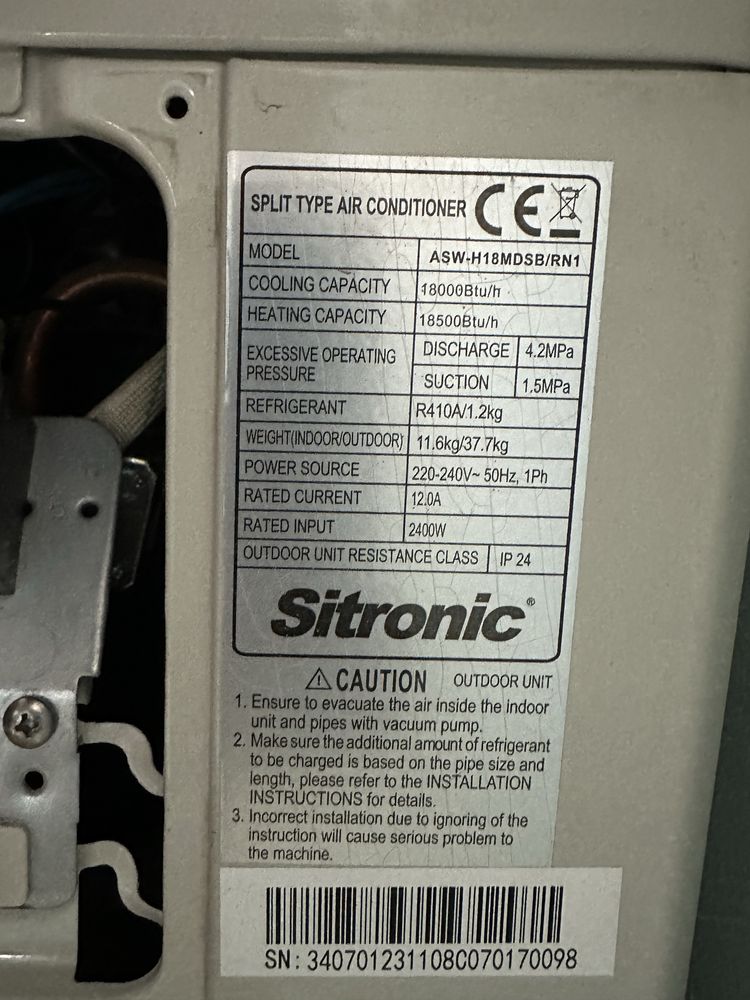 SPLIT TYPE AIR CONDITIONER CE
MODEL ASW-H18MDSB/RN1
COOLING CAPACITY 18000Btu/h
HEATING CAPACITY 18500Btu/h
EXCESSIVE OPERATING PRESSURE DISCHARGE 4.2MPa
SUCTION 1.5MPa
REFRIGERANT R410A/1.2kg
WEIGHT(INDOOR/OUTDOOR) 11.6kg/37.7kg
POWER SOURCE 220-240V~ 50Hz, 1Ph
RATED CURRENT 12.0A
RATED INPUT 2400W
OUTDOOR UNIT RESISTANCE CLASS IP 24
Sitronic®
⚠ CAUTION OUTDOOR UNIT
1. Ensure to evacuate the air inside the indoor
unit and pipes with vacuum pump.
2. Make sure the additional amount of refrigerant
to be charged is based on the pipe size and
length, please refer to the INSTALLATION
INSTRUCTIONS for details.
3. Incorrect installation due to ignoring of the
instruction will cause serious problem to
the machine.
SN : 340701231108C070170098